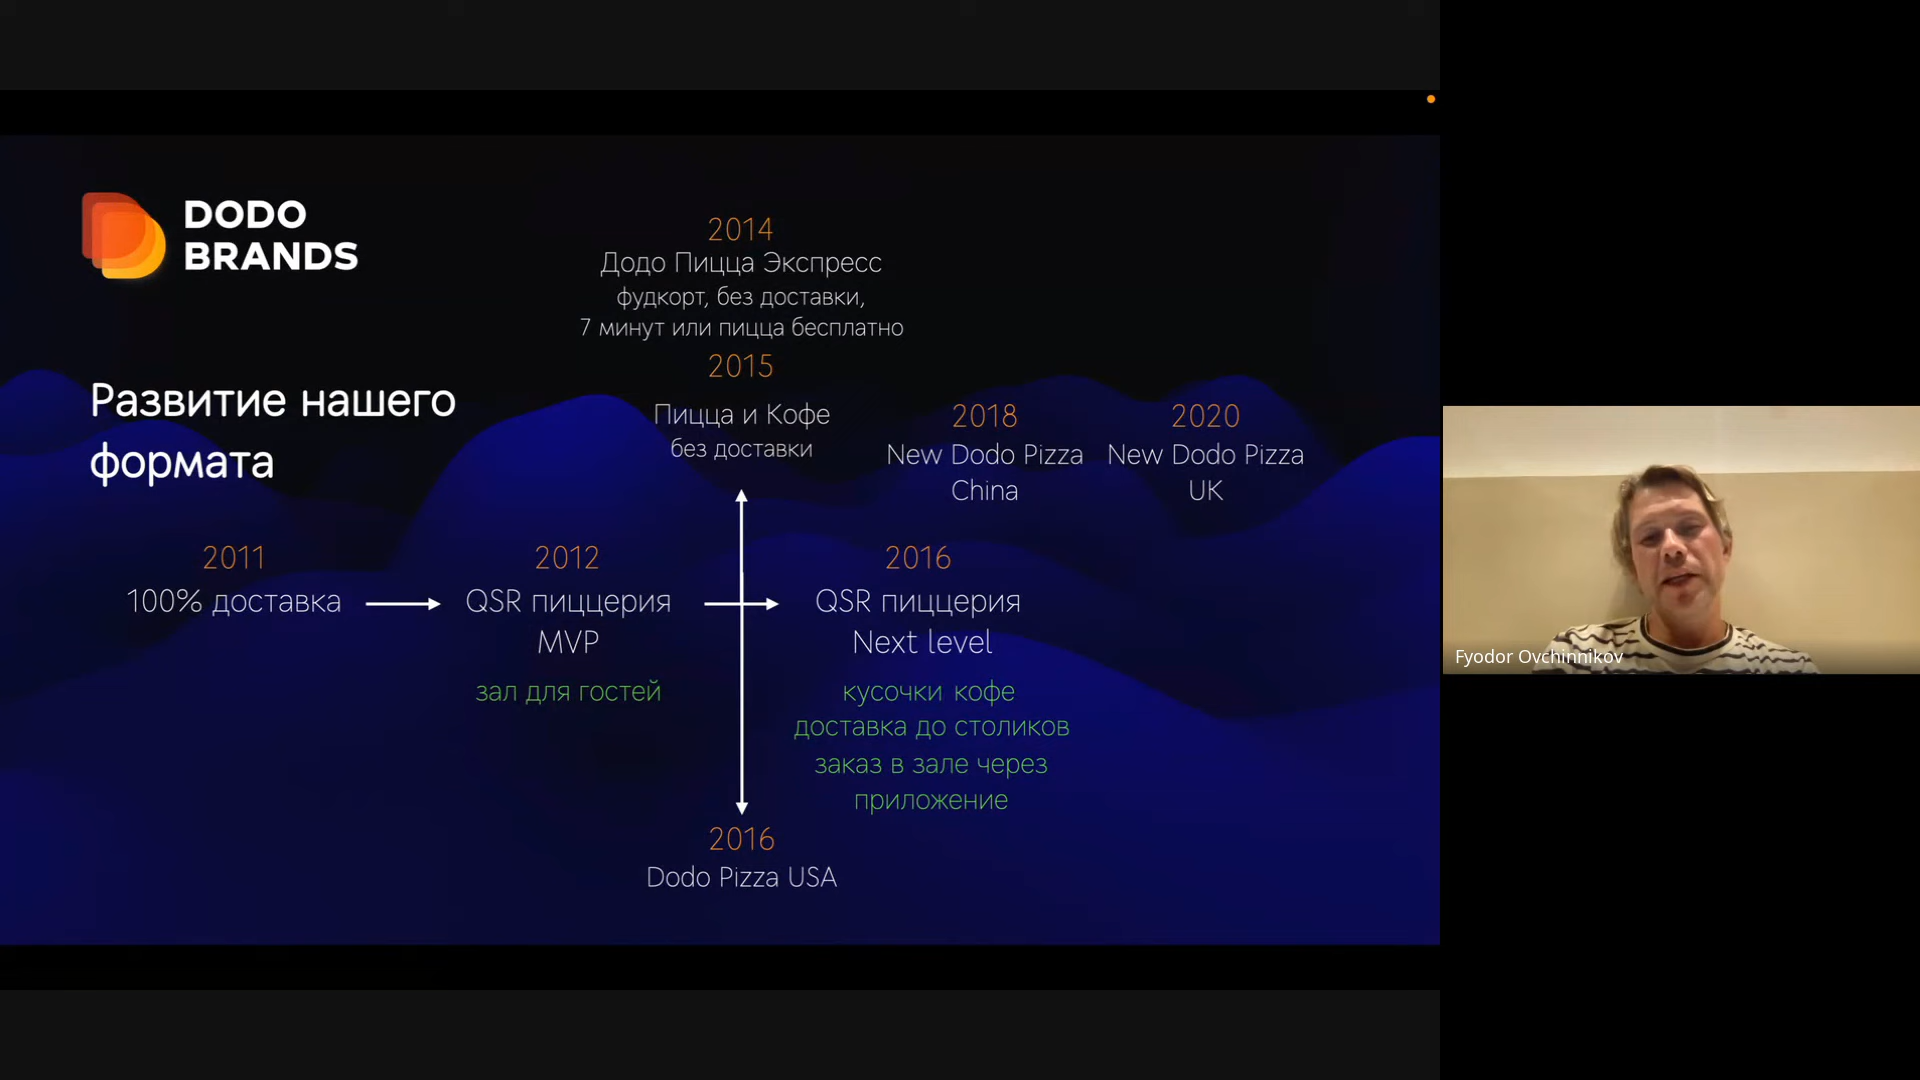 DODO
BRANDS
Развитие нашего
формата
2014
Додо Пицца Экспресс
фудкорт, без доставки,
7 минут или пицца бесплатно
2015
Пицца и Кофе
без доставки
2018
New Dodo Pizza
China
2020
New Dodo Pizza
UK
2011
100% доставка
2012
QSR пиццерия
MVP
зал для гостей
2016
QSR пиццерия
Next level
кусочки кофе
доставка до столиков
заказ в зале через
приложение
2016
Dodo Pizza USA
Fyodor Ovchinnikov